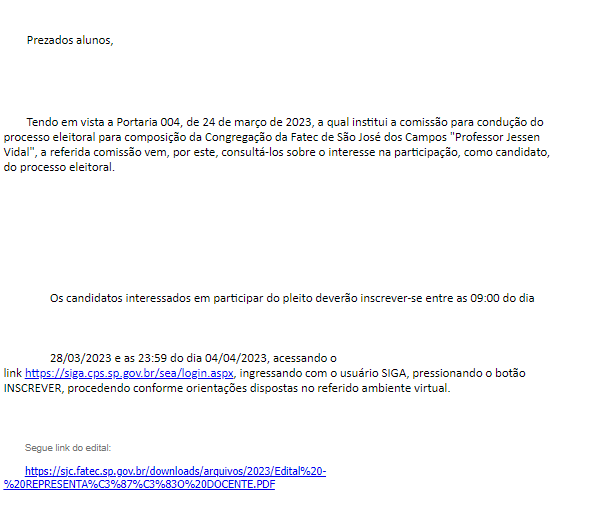 Prezados alunos,
Tendo em vista a Portaria 004, de 24 de março de 2023, a qual institui a comissão para condução do
processo eleitoral para composição da Congregação da Fatec de São José dos Campos "Professor Jessen
Vidal", a referida comissão vem, por este, consultá-los sobre o interesse na participação, como candidato,
do processo eleitoral.
Os candidatos interessados em participar do pleito deverão inscrever-se entre as 09:00 do dia
28/03/2023 e as 23:59 do dia 04/04/2023, acessando o
link https://siga.cps.sp.gov.br/sea/login.aspx, ingressando com o usuário SIGA, pressionando o botão
INSCREVER, procedendo conforme orientações dispostas no referido ambiente virtual.
Segue link do edital:
https://sjc.fatec.sp.gov.br/downloads/arquivos/2023/Edital%20-
%20REPRESENTA%C3%87%C3%83O%20DOCENTE.PDF